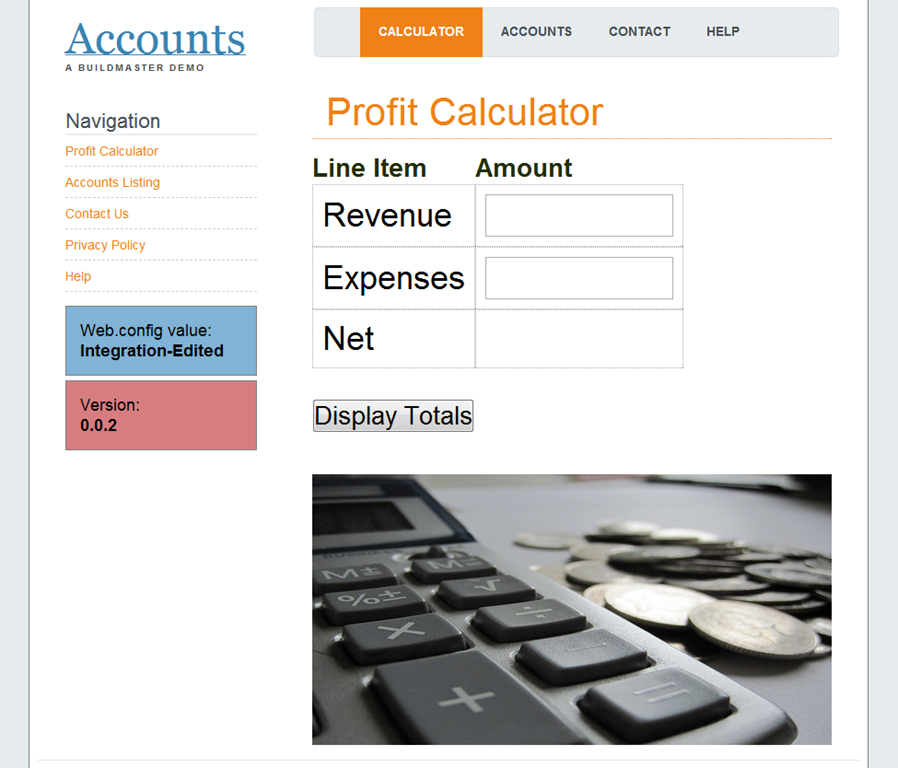 Accounts
A BUILDMASTER DEMO
CALCULATOR ACCOUNTS CONTACT HELP
Navigation
Profit Calculator
Accounts Listing
Contact Us
Privacy Policy
Help
Web.config value:
Integration-Edited
Version:
0.0.2
Profit Calculator
Line Item Amount
Revenue
Expenses
Net
Display Totals
M± M=
%± √
× ÷
-
+ =